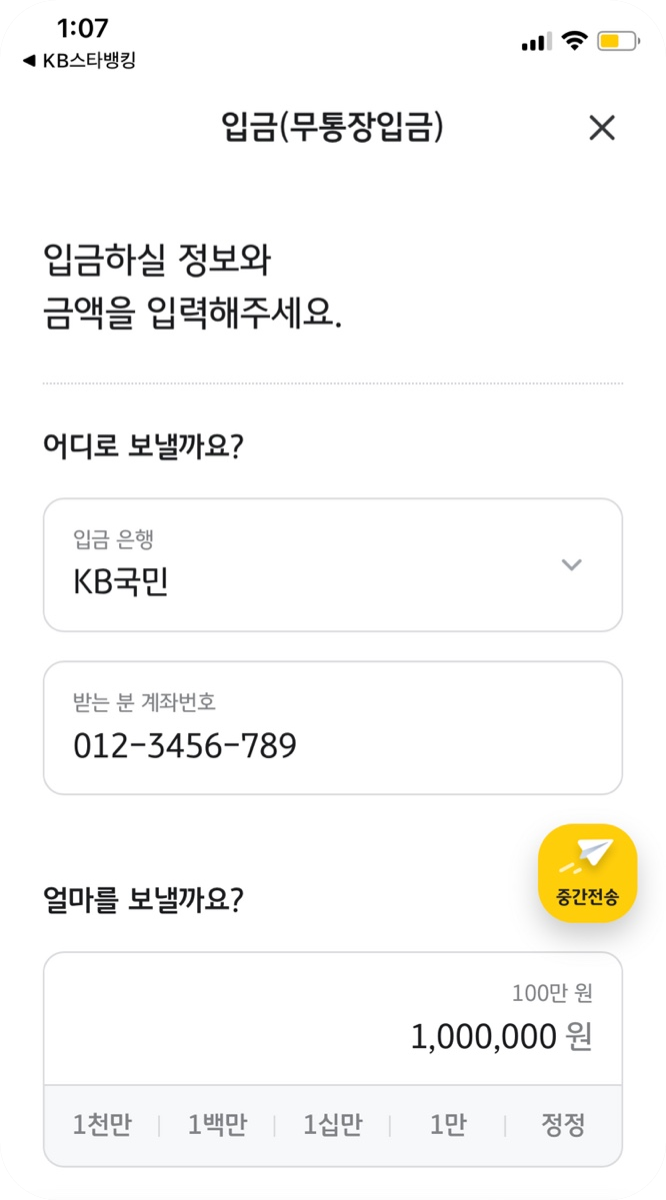 1:07
◀ KB스타뱅킹
입금(무통장입금)
입금하실 정보와
금액을 입력해주세요.
어디로 보낼까요?
입금 은행
KB국민
받는 분 계좌번호
012-3456-789
중간전송
얼마를 보낼까요?
100만 원
1,000,000 원
1천만 | 1백만 | 1십만 | 1만 | 정정